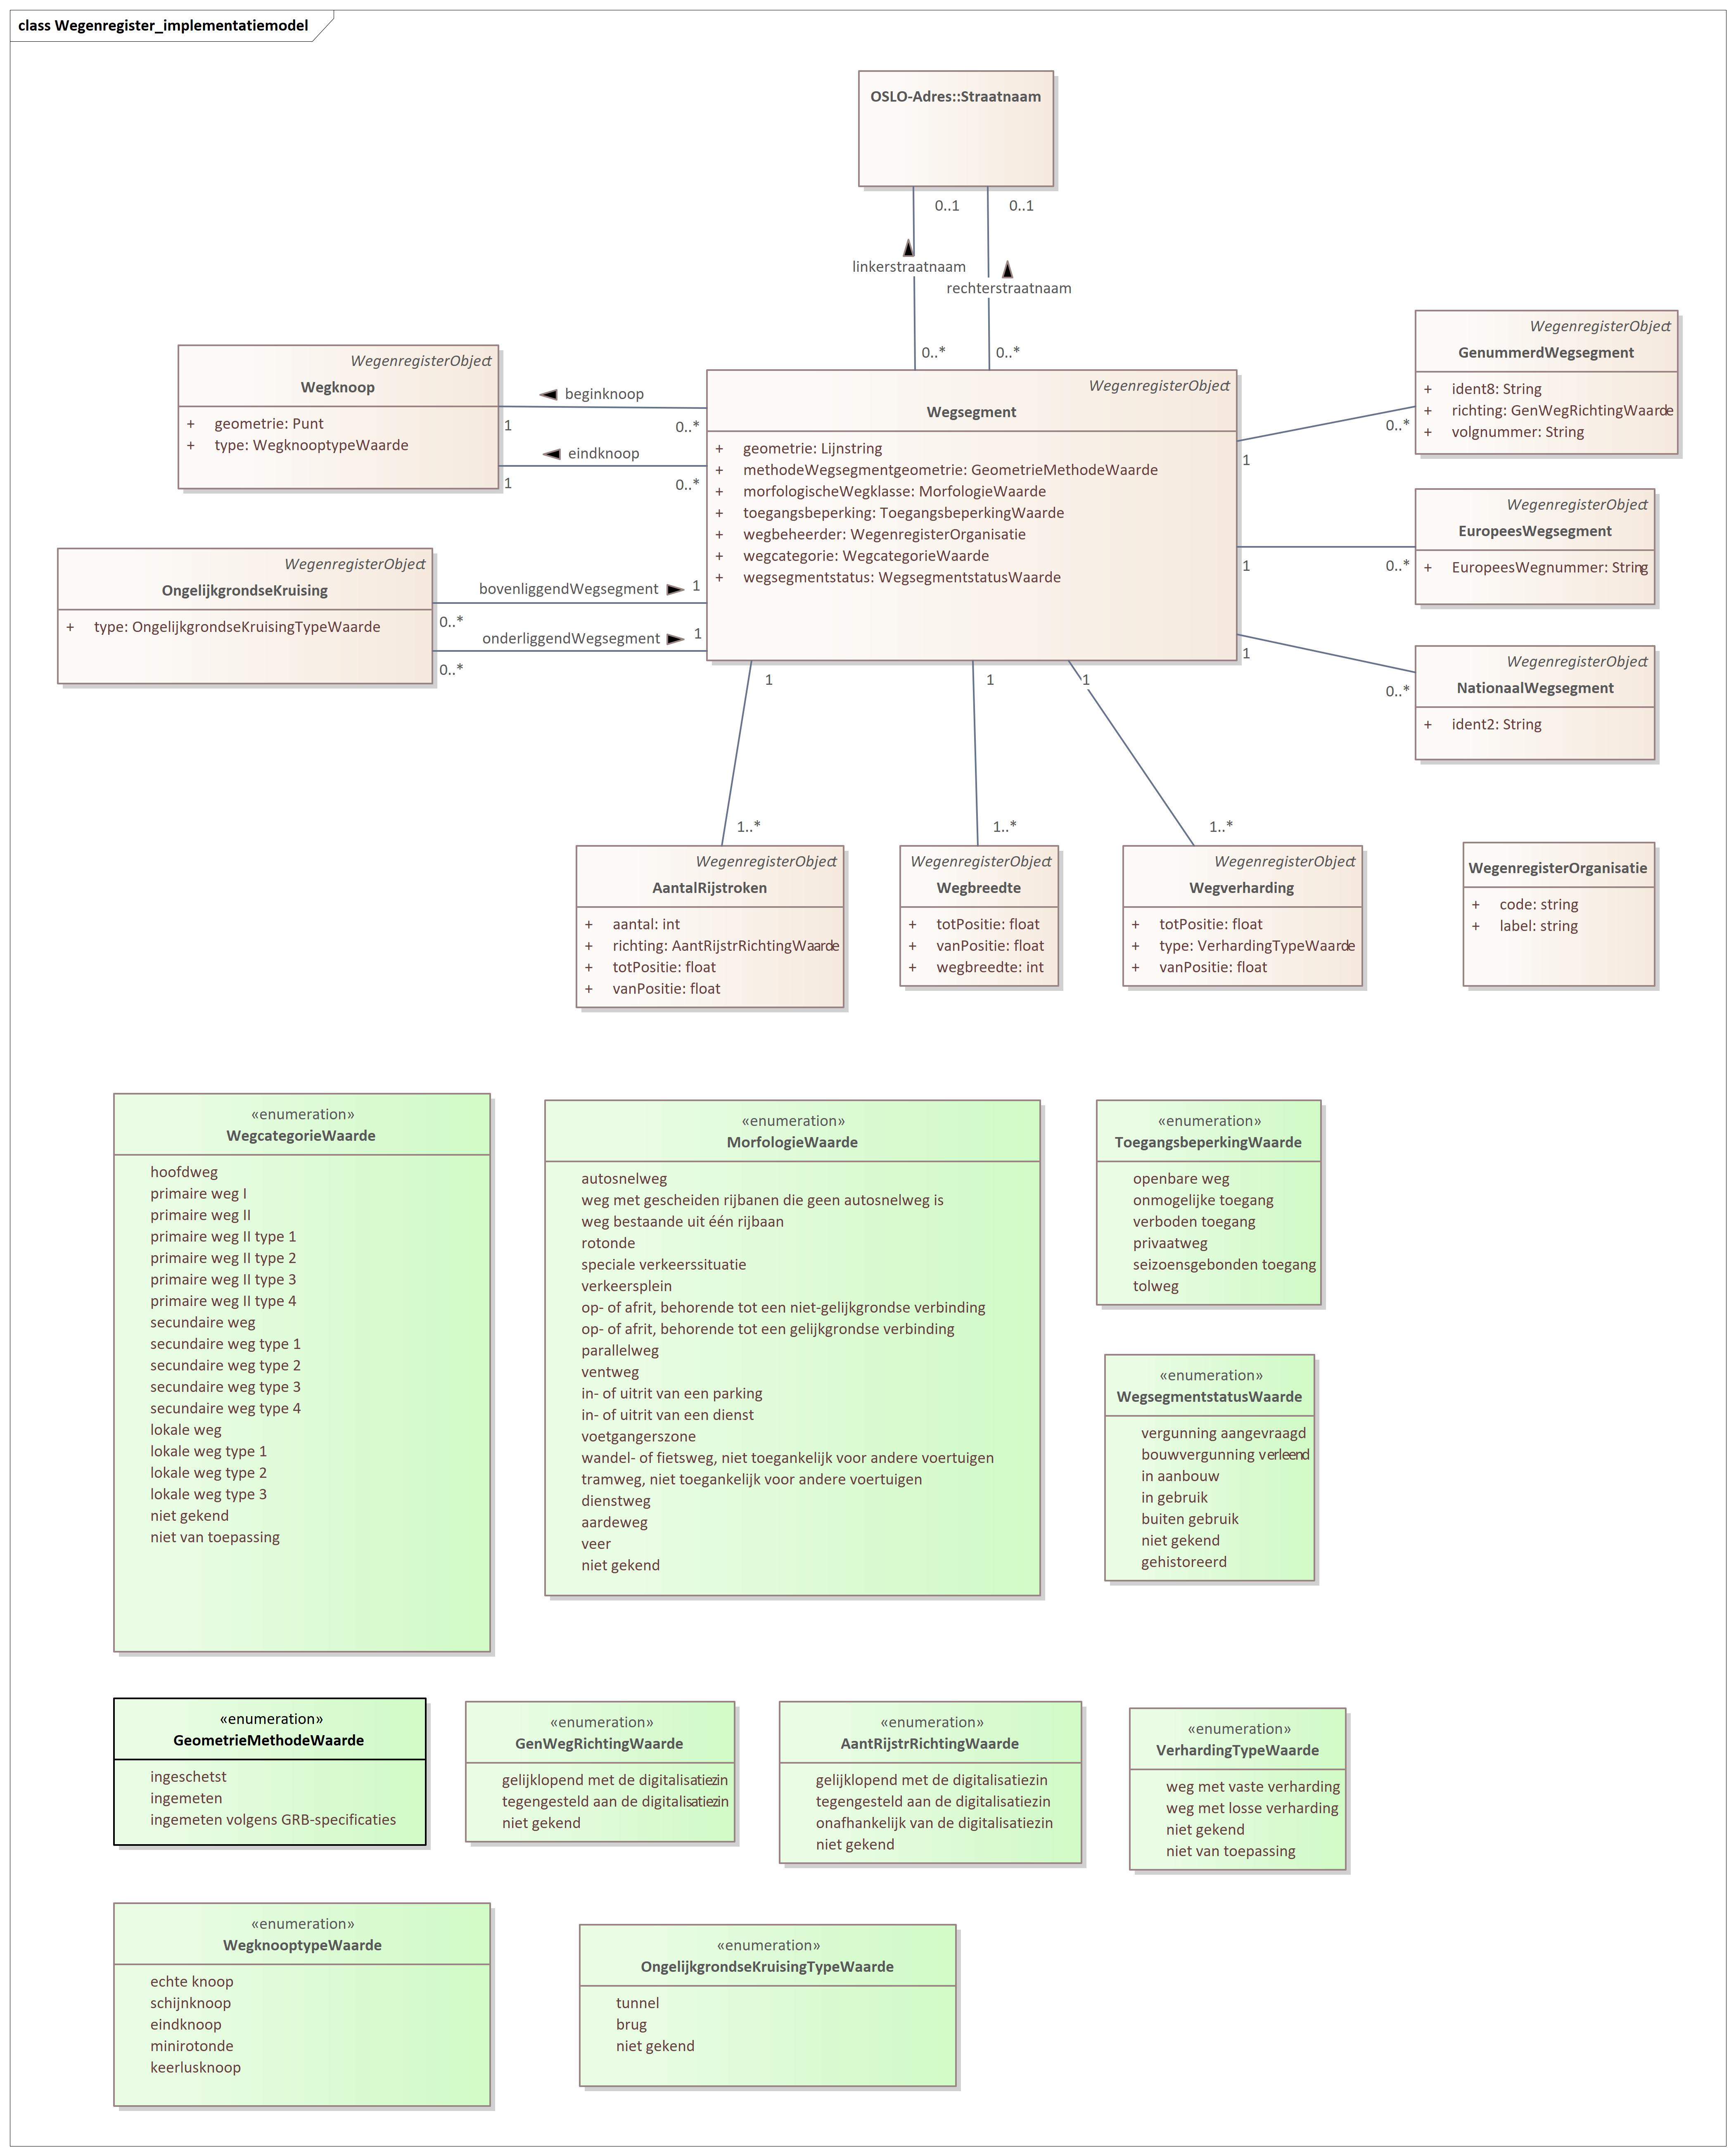 class Wegenregister_implementatiemodel
OSLO-Adres::Straatnaam
0..1
0..1
linkerstraatnaam
rechterstraatnaam
0..*
0..*
WegenregisterObject
Wegknoop
+ geometrie: Punt
+ type: WegknooptypeWaarde
beginknoop
1
0..*
eindknoop
1
0..*
WegenregisterObject
Wegsegment
+ geometrie: Lijnstring
+ methodeWegsegmentgeometrie: GeometrieMethodeWaarde
+ morfologischeWegklasse: MorfologieWaarde
+ toegangsbeperking: ToegangsbeperkingWaarde
+ wegbeheerder: WegenregisterOrganisatie
+ wegcategorie: WegcategorieWaarde
+ wegsegmentstatus: WegsegmentstatusWaarde
WegenregisterObject
GenummerdWegsegment
+ ident8: String
+ richting: GenWegRichtingWaarde
+ volgnummer: String
0..*
1
WegenregisterObject
EuropeesWegsegment
+ EuropeesWegnummer: String
1
0..*
WegenregisterObject
NationaalWegsegment
+ ident2: String
1
0..*
WegenregisterObject
OngelijkgrondseKruising
+ type: OngelijkgrondseKruisingTypeWaarde
bovenliggendWegsegment
1
0..*
onderliggendWegsegment
1
0..*
1
1
1
1..*
1..*
1..*
WegenregisterObject
AantalRijstroken
+ aantal: int
+ richting: AantRijstrRichtingWaarde
+ totPositie: float
+ vanPositie: float
WegenregisterObject
Wegbreedte
+ totPositie: float
+ vanPositie: float
+ wegbreedte: int
WegenregisterObject
Wegverharding
+ totPositie: float
+ type: VerhardingTypeWaarde
+ vanPositie: float
WegenregisterOrganisatie
+ code: string
+ label: string
«enumeration»
WegcategorieWaarde
hoofdweg
primaire weg I
primaire weg II
primaire weg II type 1
primaire weg II type 2
primaire weg II type 3
primaire weg II type 4
secundaire weg
secundaire weg type 1
secundaire weg type 2
secundaire weg type 3
secundaire weg type 4
lokale weg
lokale weg type 1
lokale weg type 2
lokale weg type 3
niet gekend
niet van toepassing
«enumeration»
MorfologieWaarde
autosnelweg
weg met gescheiden rijbanen die geen autosnelweg is
weg bestaande uit één rijbaan
rotonde
speciale verkeerssituatie
verkeersplein
op- of afrit, behorende tot een niet-gelijkgrondse verbinding
op- of afrit, behorende tot een gelijkgrondse verbinding
parallelweg
ventweg
in- of uitrit van een parking
in- of uitrit van een dienst
voetgangerszone
wandel- of fietsweg, niet toegankelijk voor andere voertuigen
tramweg, niet toegankelijk voor andere voertuigen
dienstweg
aardeweg
veer
niet gekend
«enumeration»
ToegangsbeperkingWaarde
openbare weg
onmogelijke toegang
verboden toegang
privaatweg
seizoensgebonden toegang
tolweg
«enumeration»
WegsegmentstatusWaarde
vergunning aangevraagd
bouwvergunning verleend
in aanbouw
in gebruik
buiten gebruik
niet gekend
gehistoreerd
«enumeration»
GeometrieMethodeWaarde
ingeschetst
ingemeten
ingemeten volgens GRB-specificaties
«enumeration»
GenWegRichtingWaarde
gelijklopend met de digitalisatiezin
tegengesteld aan de digitalisatiezin
niet gekend
«enumeration»
AantRijstrRichtingWaarde
gelijklopend met de digitalisatiezin
tegengesteld aan de digitalisatiezin
onafhankelijk van de digitalisatiezin
niet gekend
«enumeration»
VerhardingTypeWaarde
weg met vaste verharding
weg met losse verharding
niet gekend
niet van toepassing
«enumeration»
WegknooptypeWaarde
echte knoop
schijnknoop
eindknoop
minirotonde
keerlusknoop
«enumeration»
OngelijkgrondseKruisingTypeWaarde
tunnel
brug
niet gekend